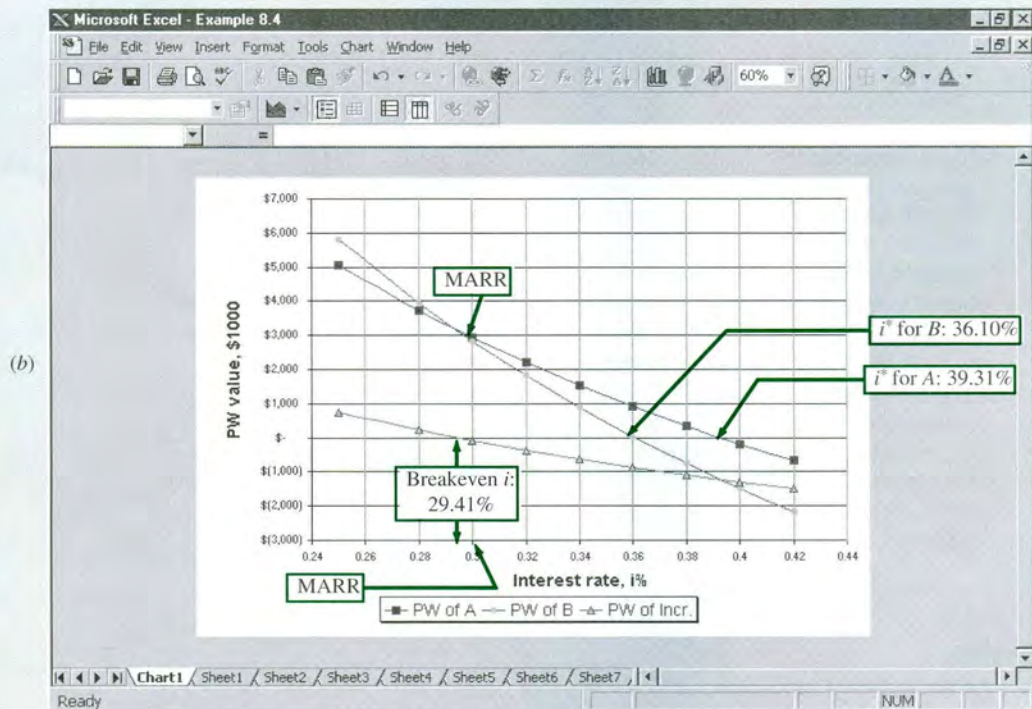 Microsoft Excel - Example 8.4
File Edit View Insert Format Tools Chart Window Help
60%
=
(b)
$7,000
$6,000
$5,000
$4,000
$3,000
$2,000
$1,000
$-
$(1,000)
$(2,000)
$(3,000)
PW value, $1000
MARR
i* for B: 36.10%
i* for A: 39.31%
Breakeven i:
29.41%
0.24 0.26 0.28 0.3 0.32 0.34 0.36 0.38 0.4 0.42 0.44
MARR
Interest rate, i%
PW of A PW of B PW of Incr.
Chart1 Sheet1 Sheet2 Sheet3 Sheet4 Sheet5 Sheet6 Sheet7
Ready NUM